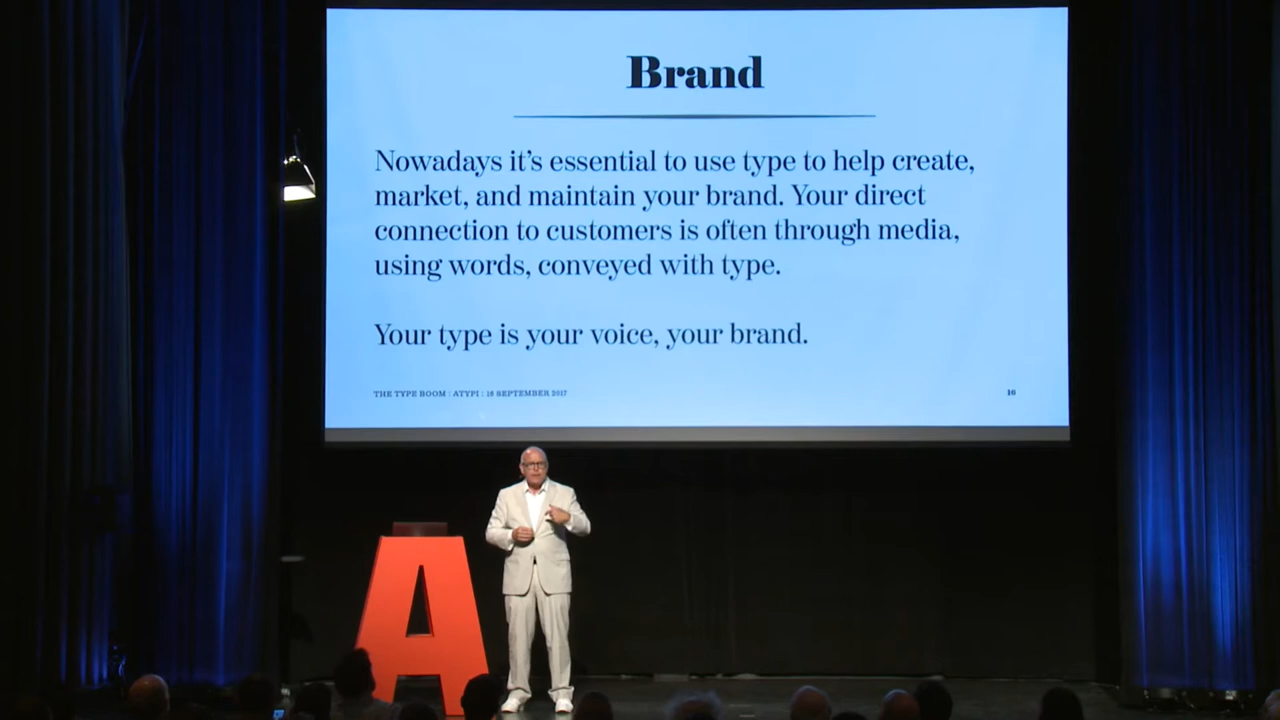 Brand
Nowadays it’s essential to use type to help create,
market, and maintain your brand. Your direct
connection to customers is often through media,
using words, conveyed with type.
Your type is your voice, your brand.
THE TYPE BOOM | ATYPI | 16 SEPTEMBER 2017
16
A